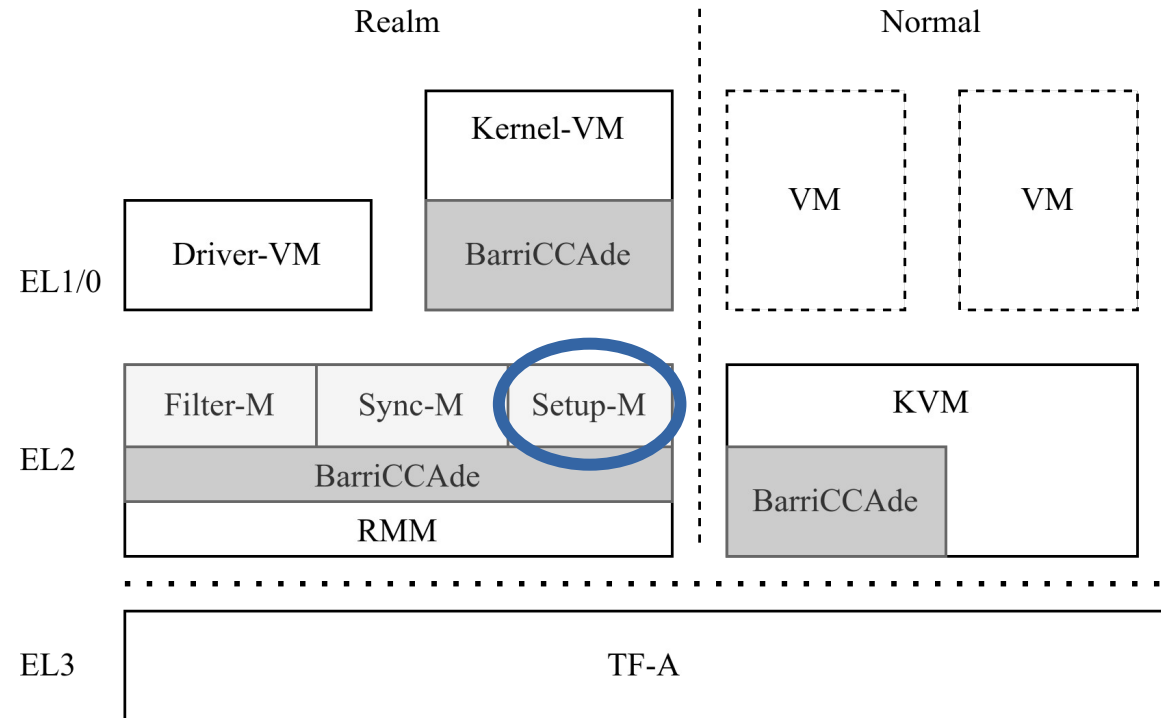 Realm
Normal
Kernel-VM
VM
VM
Driver-VM
BarriCCAde
EL1/0
Filter-M
Sync-M
Setup-M
KVM
EL2
BarriCCAde
BarriCCAde
RMM
EL3
TF-A